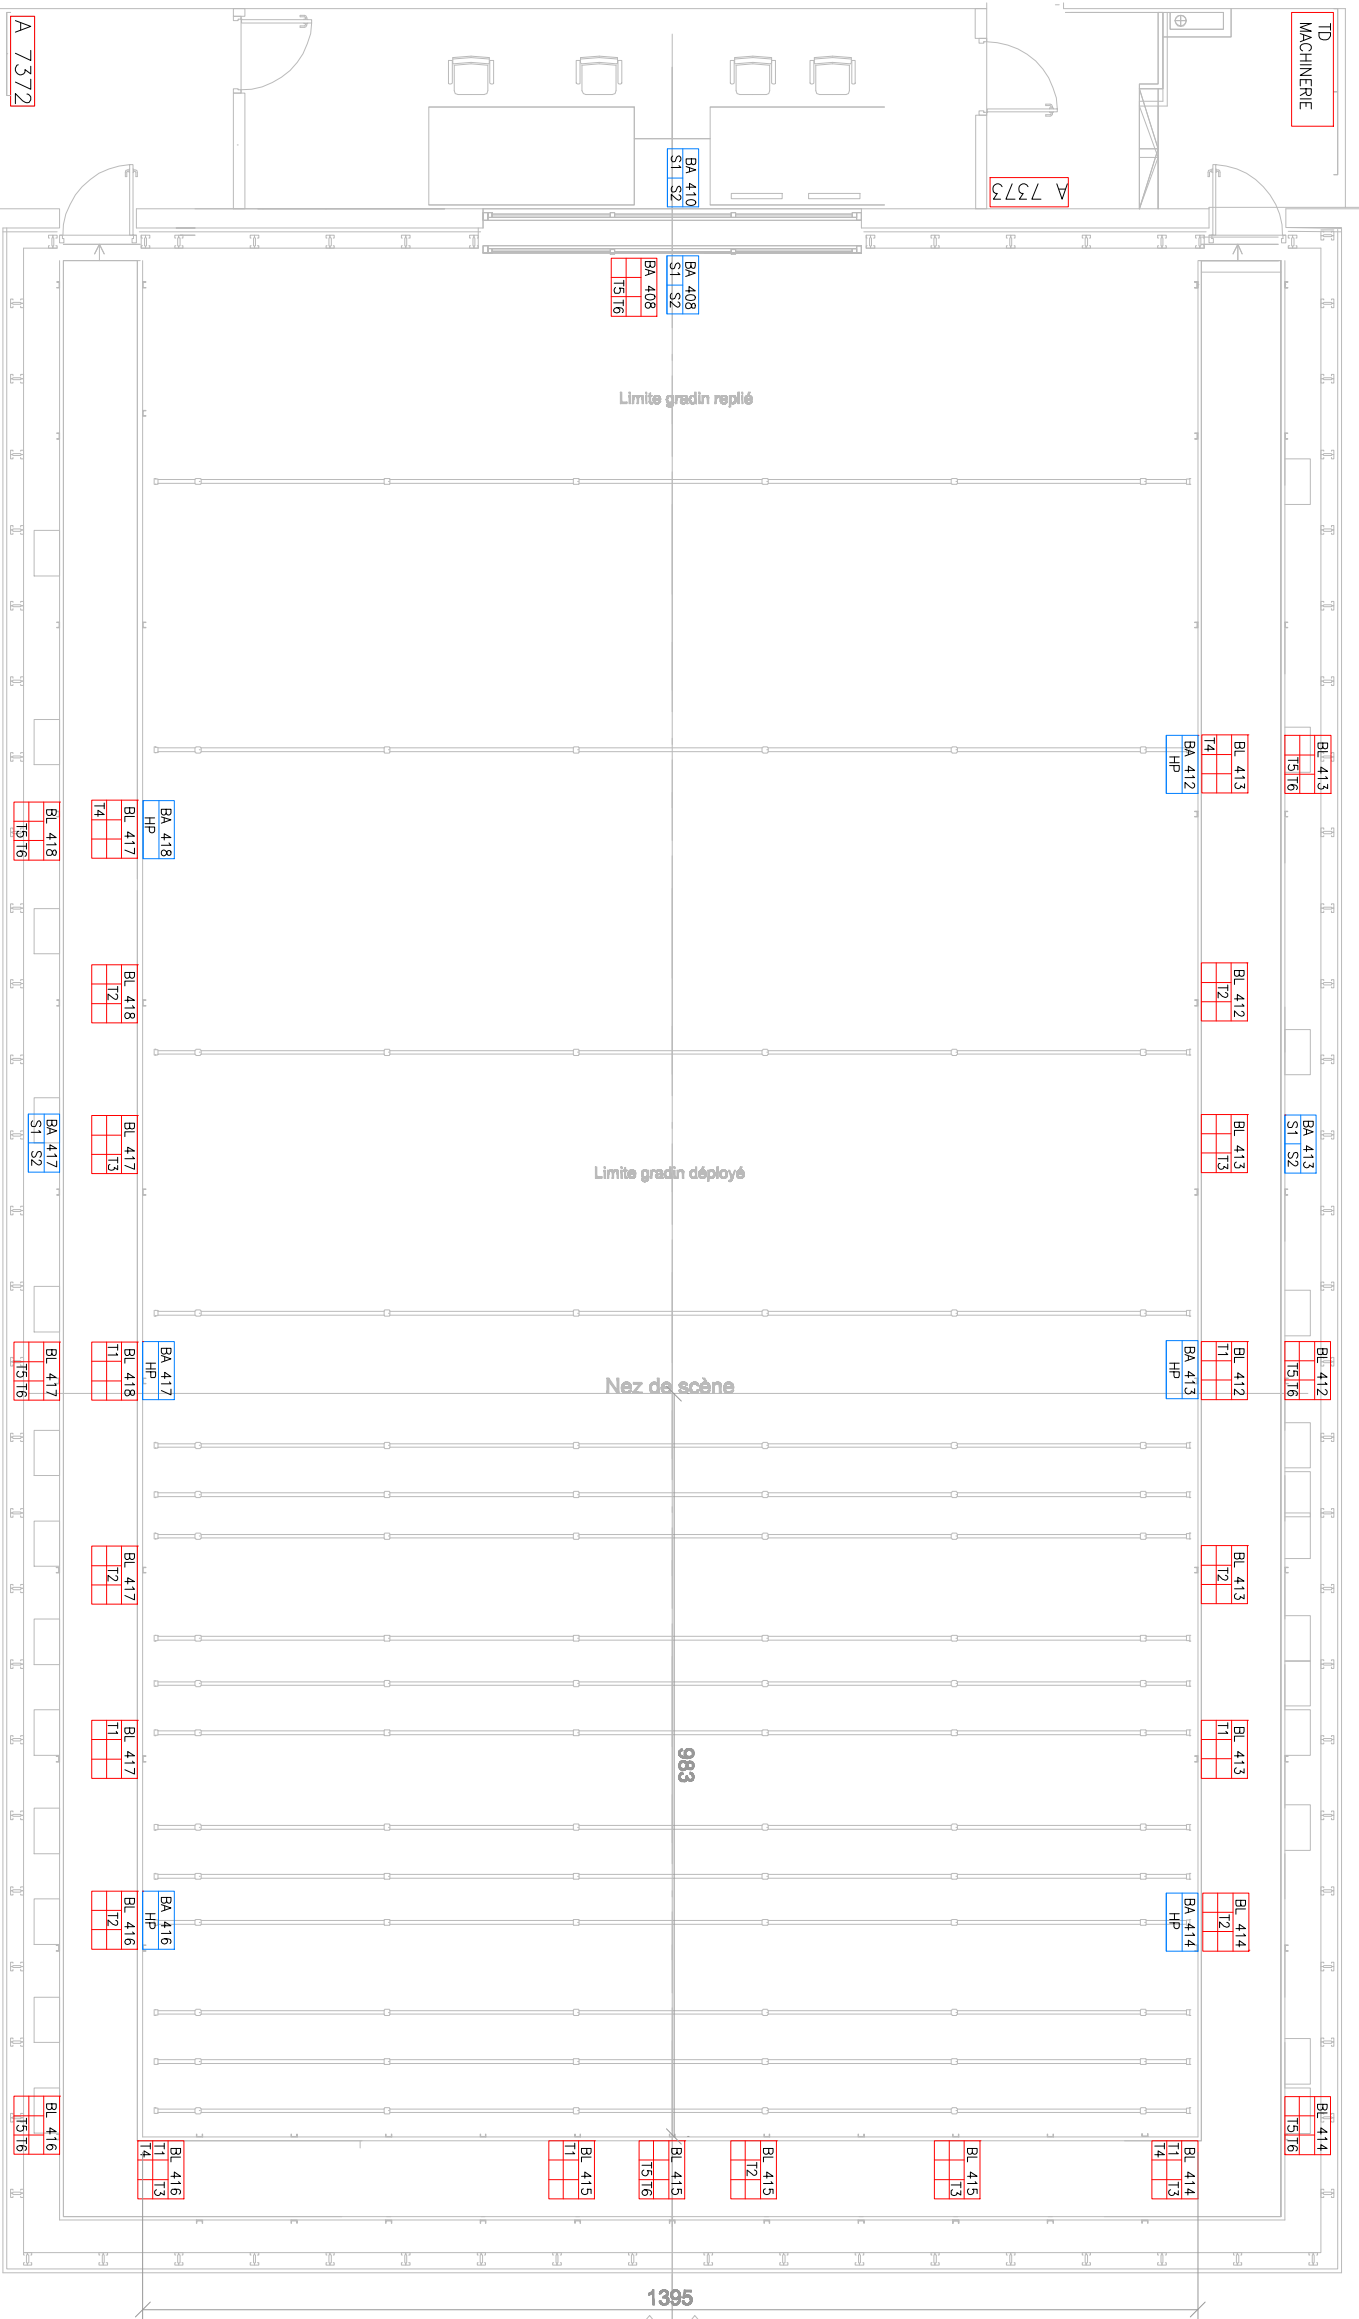 A 7372
TD
MACHINERIE
A 7373
BA 410
S1 S2
BA 408
T5 T6
BA 408
S1 S2
Limite gradin replié
BL 418
T5 T6
BL 417
T4
BA 418
HP
BA 412
HP
BL 413
T4
BL 413
T5 T6
BL 418
T2
BL 412
T2
BA 417
S1 S2
BL 417
T3
BL 413
T3
BA 413
S1 S2
Limite gradin déployé
BL 417
T5 T6
BL 418
T1
BA 417
HP
Nez de scène
BA 413
HP
BL 412
T1
BL 412
T5 T6
BL 417
T2
BL 413
T2
BL 417
T1
983
BL 413
T1
BL 416
T2
BA 416
HP
BA 414
HP
BL 414
T2
BL 416
T5 T6
BL 414
T5 T6
BL 416
T1 T3
T4
BL 415
T1
BL 415
T5 T6
BL 415
T2
BL 415
T3
BL 414
T1 T3
T4
1395